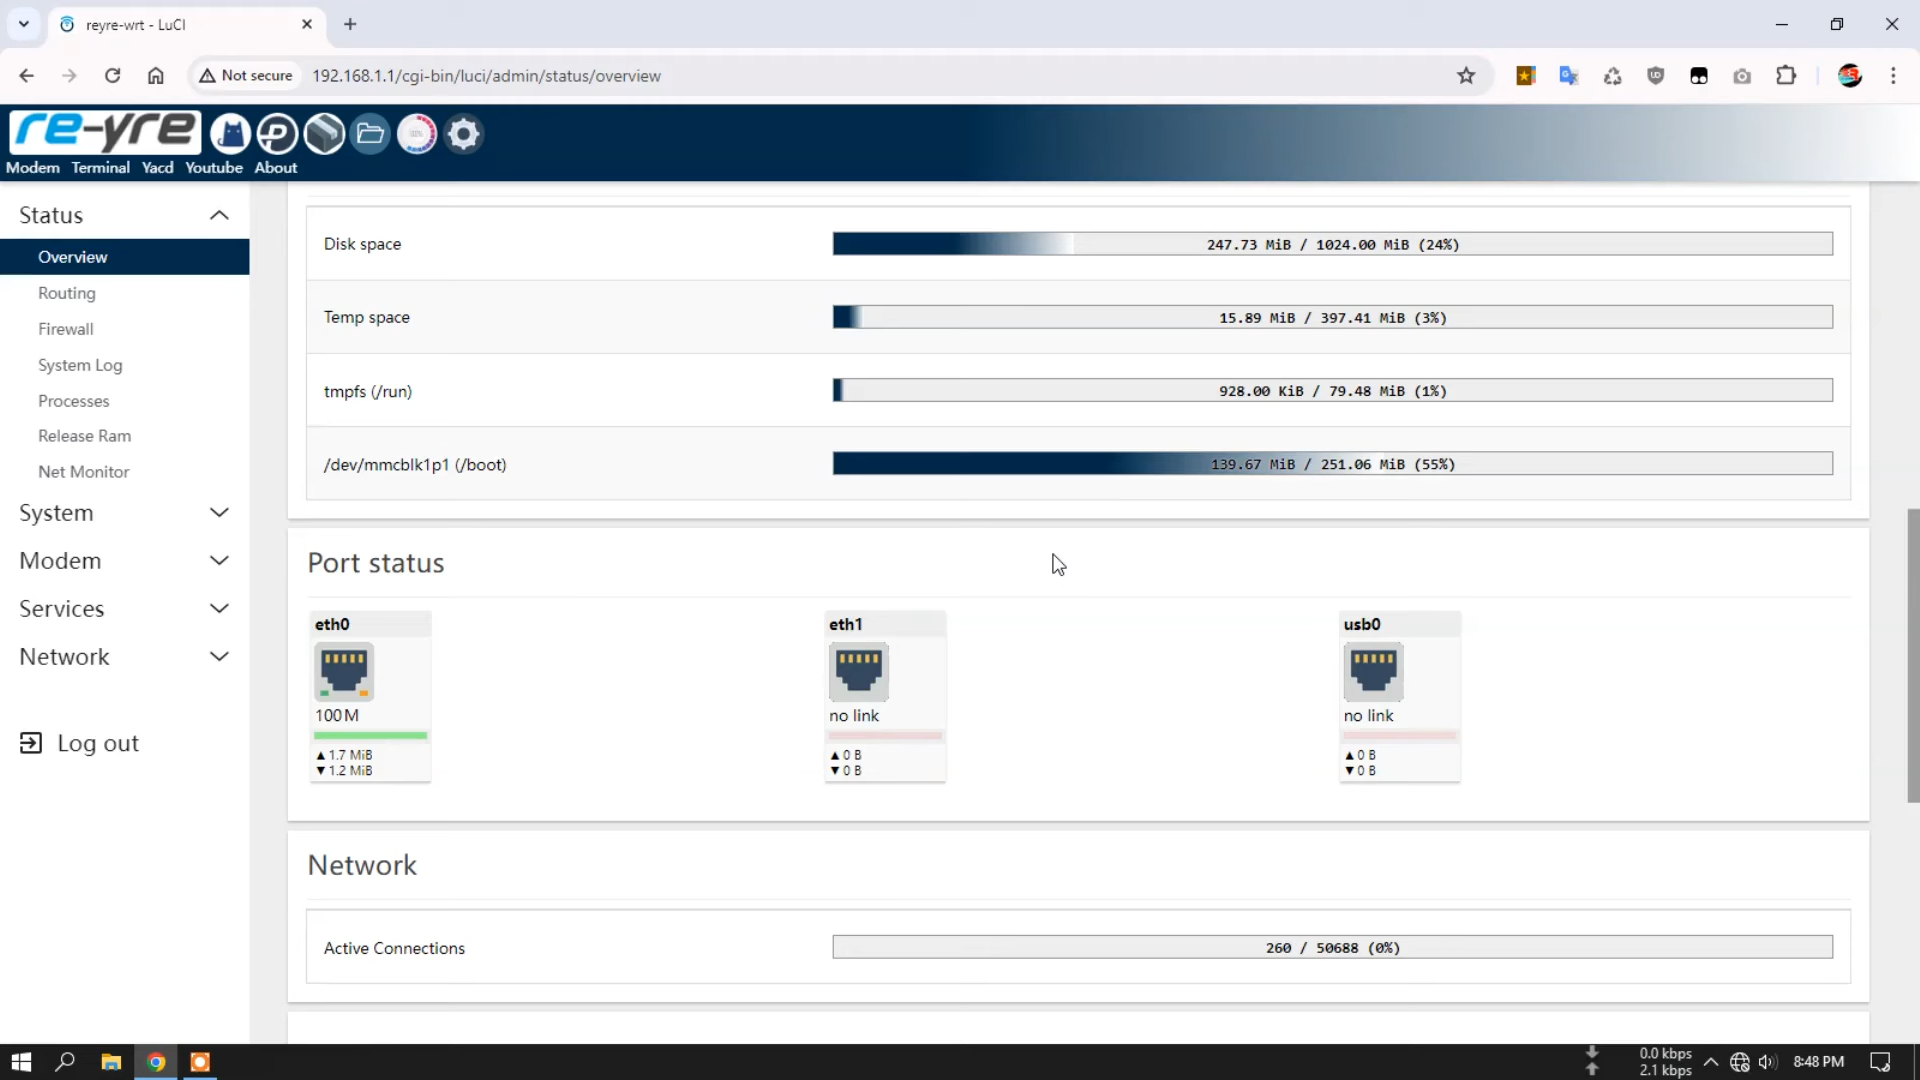 reyre-wrt - LuCI
Not secure
192.168.1.1/cgi-bin/luci/admin/status/overview
re-yre
Modem Terminal Yacd Youtube About
Status
Overview
Routing
Firewall
System Log
Processes
Release Ram
Net Monitor
System
Modem
Services
Network
Log out
Disk space
247.73 MiB / 1024.00 MiB (24%)
Temp space
15.89 MiB / 397.41 MiB (3%)
tmpfs (/run)
928.00 KiB / 79.48 MiB (1%)
/dev/mmcblk1p1 (/boot)
139.67 MiB / 251.06 MiB (55%)
Port status
eth0
100 M
▲ 1.7 MiB
▼ 1.2 MiB
eth1
no link
▲ 0 B
▼ 0 B
usb0
no link
▲ 0 B
▼ 0 B
Network
Active Connections
260 / 50688 (0%)
0.0 kbps
2.1 kbps
8:48 PM